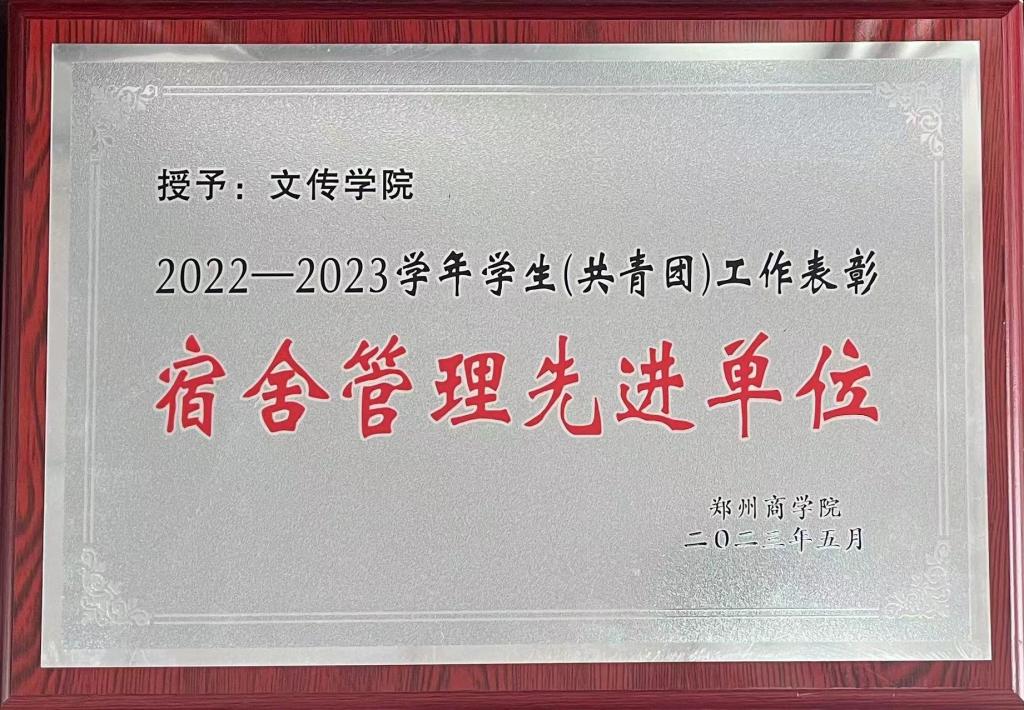 授予：文传学院
2022—2023学年学生(共青团)工作表彰
宿舍管理先进单位
郑州商学院
二〇二三年五月